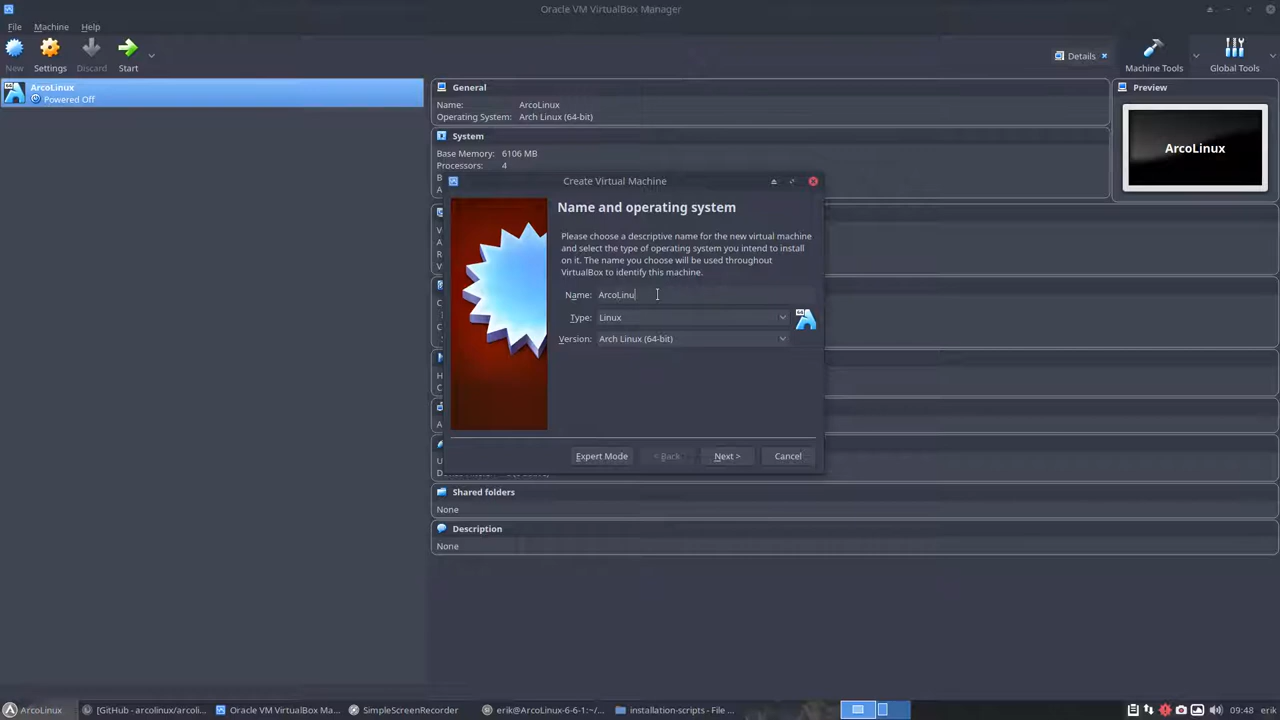 Oracle VM VirtualBox Manager
File Machine Help
New Settings Discard Start
Details
Machine Tools Global Tools
ArcoLinux
Powered Off
General
Name: ArcoLinux
Operating System: Arch Linux (64-bit)
Preview
ArcoLinux
System
Base Memory: 6106 MB
Processors: 4
Create Virtual Machine
Name and operating system
Please choose a descriptive name for the new virtual machine
and select the type of operating system you intend to install
on it. The name you choose will be used throughout
VirtualBox to identify this machine.
Name: ArcoLinu
Type: Linux
64
Version: Arch Linux (64-bit)
Expert Mode < Back Next > Cancel
Shared folders
None
Description
None
ArcoLinux [GitHub - arcolinux/arcoli... Oracle VM VirtualBox Ma... SimpleScreenRecorder erik@ArcoLinux-6-6-1:~/... installation-scripts - File ... 09:48 erik